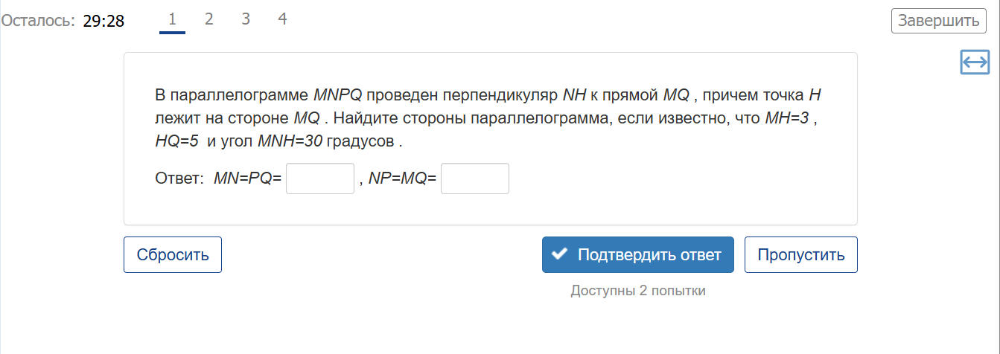 Осталось: 29:28 1 2 3 4 Завершить
В параллелограмме MNPQ проведен перпендикуляр NH к прямой MQ , причем точка H
лежит на стороне MQ . Найдите стороны параллелограмма, если известно, что MH=3 ,
HQ=5 и угол MNH=30 градусов .
Ответ: MN=PQ= , NP=MQ=
Сбросить Подтвердить ответ Пропустить
Доступны 2 попытки